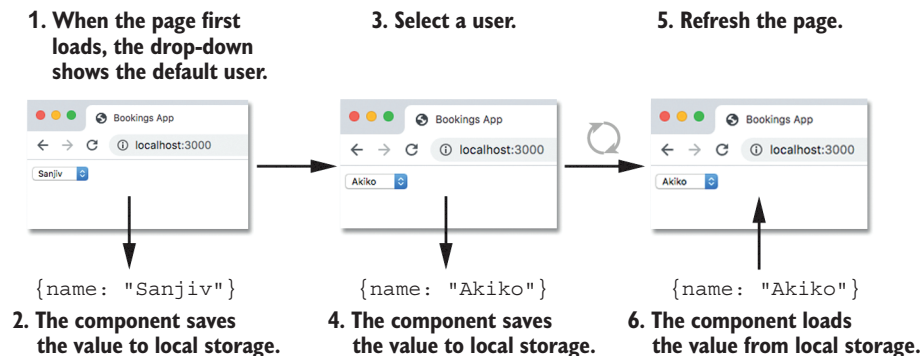 1. When the page first
loads, the drop-down
shows the default user.
3. Select a user.
5. Refresh the page.
Bookings App
localhost:3000
Sanjiv
Bookings App
localhost:3000
Akiko
Bookings App
localhost:3000
Akiko
{name: "Sanjiv"}
{name: "Akiko"}
{name: "Akiko"}
2. The component saves
the value to local storage.
4. The component saves
the value to local storage.
6. The component loads
the value from local storage.